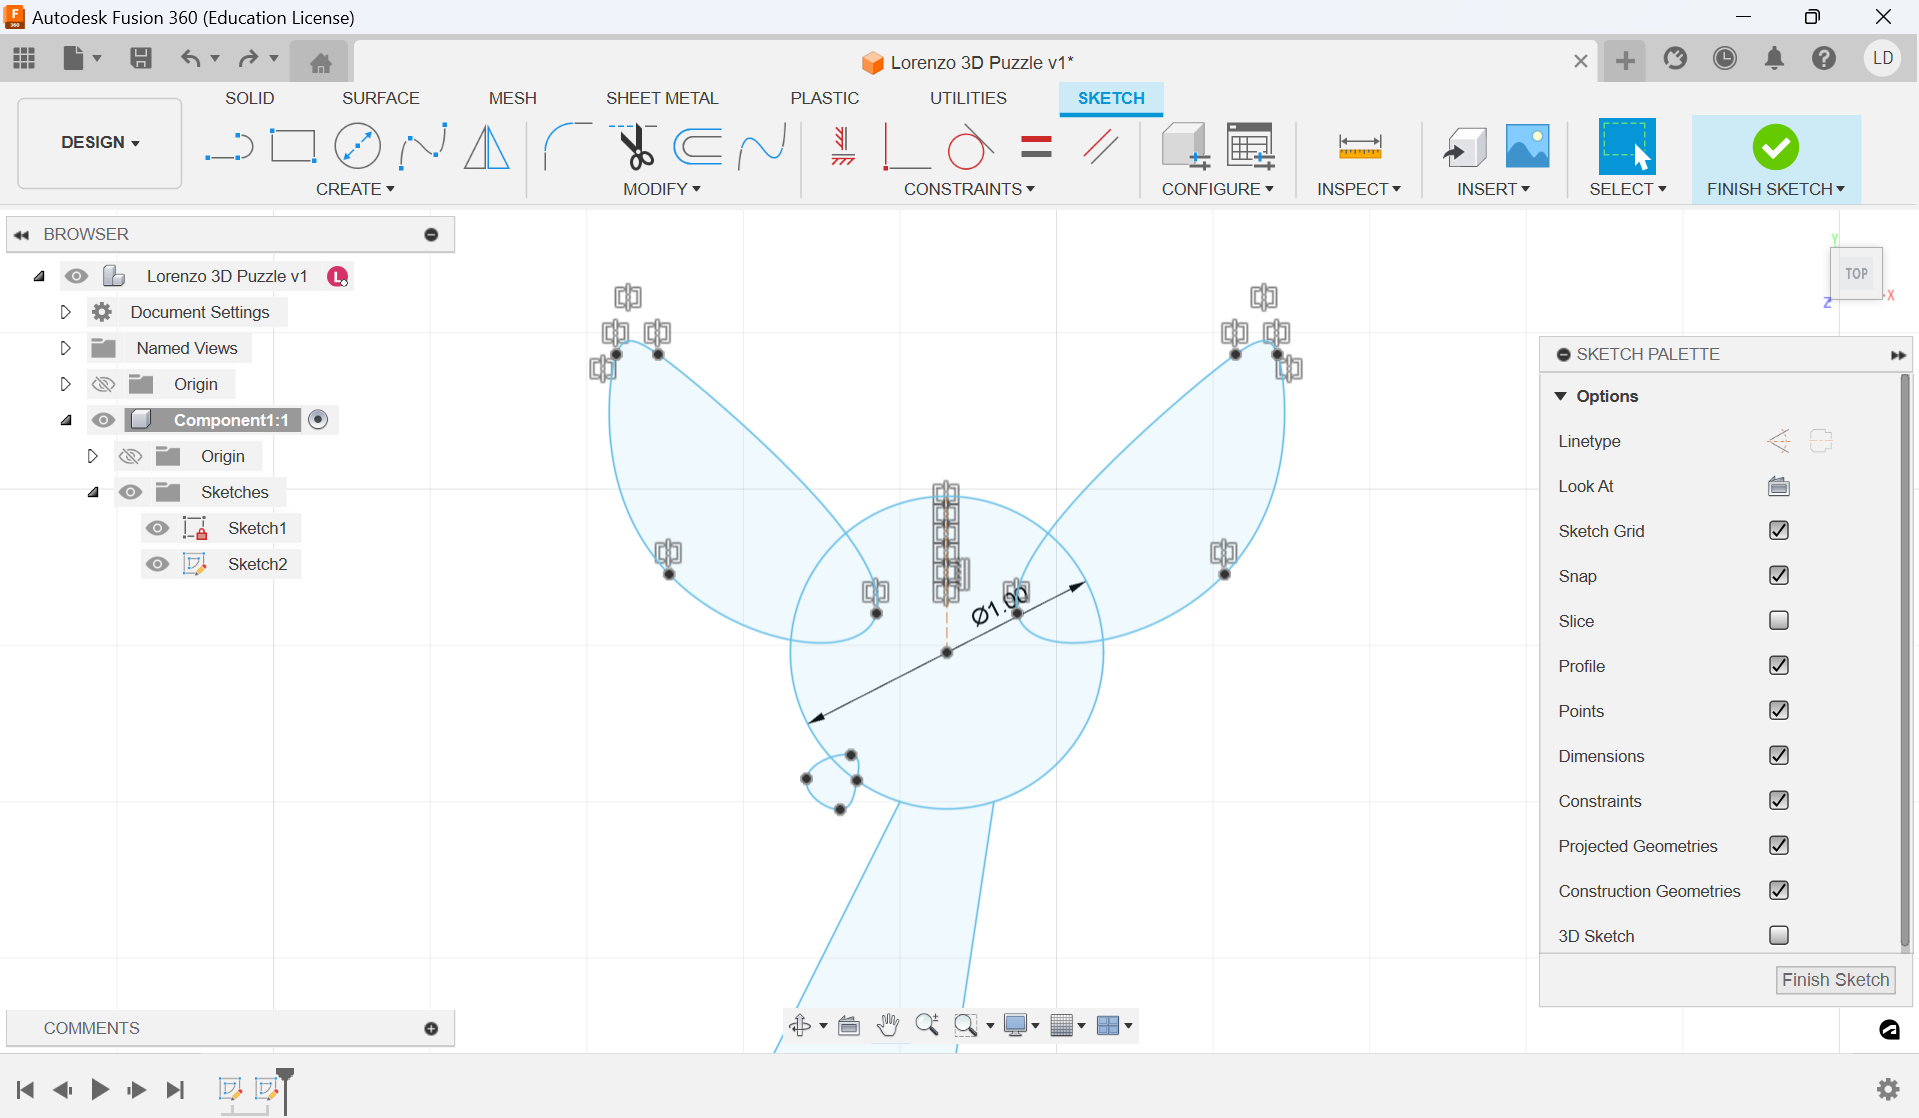 Autodesk Fusion 360 (Education License)
Lorenzo 3D Puzzle v1*
LD
DESIGN
SOLID
SURFACE
MESH
SHEET METAL
PLASTIC
UTILITIES
SKETCH
CREATE
MODIFY
CONSTRAINTS
CONFIGURE
INSPECT
INSERT
SELECT
FINISH SKETCH
BROWSER
Lorenzo 3D Puzzle v1
L
Document Settings
Named Views
Origin
Component1:1
Origin
Sketches
Sketch1
Sketch2
Y
TOP
Z
X
Ø1.00
SKETCH PALETTE
Options
Linetype
Look At
Sketch Grid
Snap
Slice
Profile
Points
Dimensions
Constraints
Projected Geometries
Construction Geometries
3D Sketch
Finish Sketch
COMMENTS